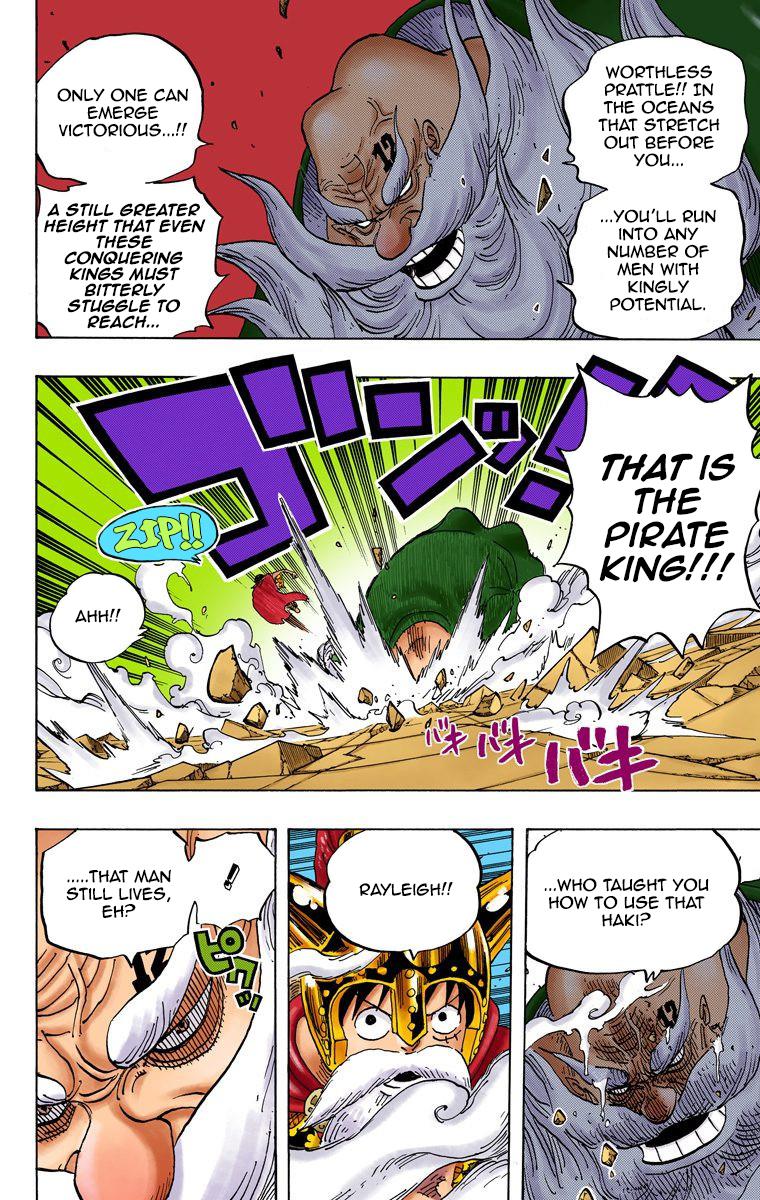 WORTHLESS
PRATTLE!! IN
THE OCEANS
THAT STRETCH
OUT BEFORE
YOU...
...YOU'LL RUN
INTO ANY
NUMBER OF
MEN WITH
KINGLY
POTENTIAL.
12
ONLY ONE CAN
EMERGE
VICTORIOUS...!!
A STILL GREATER
HEIGHT THAT EVEN
THESE
CONQUERING
KINGS MUST
BITTERLY
STUGGLE TO
REACH...
THAT IS
THE
PIRATE
KING!!!
ゴンッ!!
ZIP!!
AHH!!
バキ
バキ
バキ
...WHO TAUGHT YOU
HOW TO USE THAT
HAKI?
12
RAYLEIGH!!
!
.....THAT MAN
STILL LIVES,
EH?
12